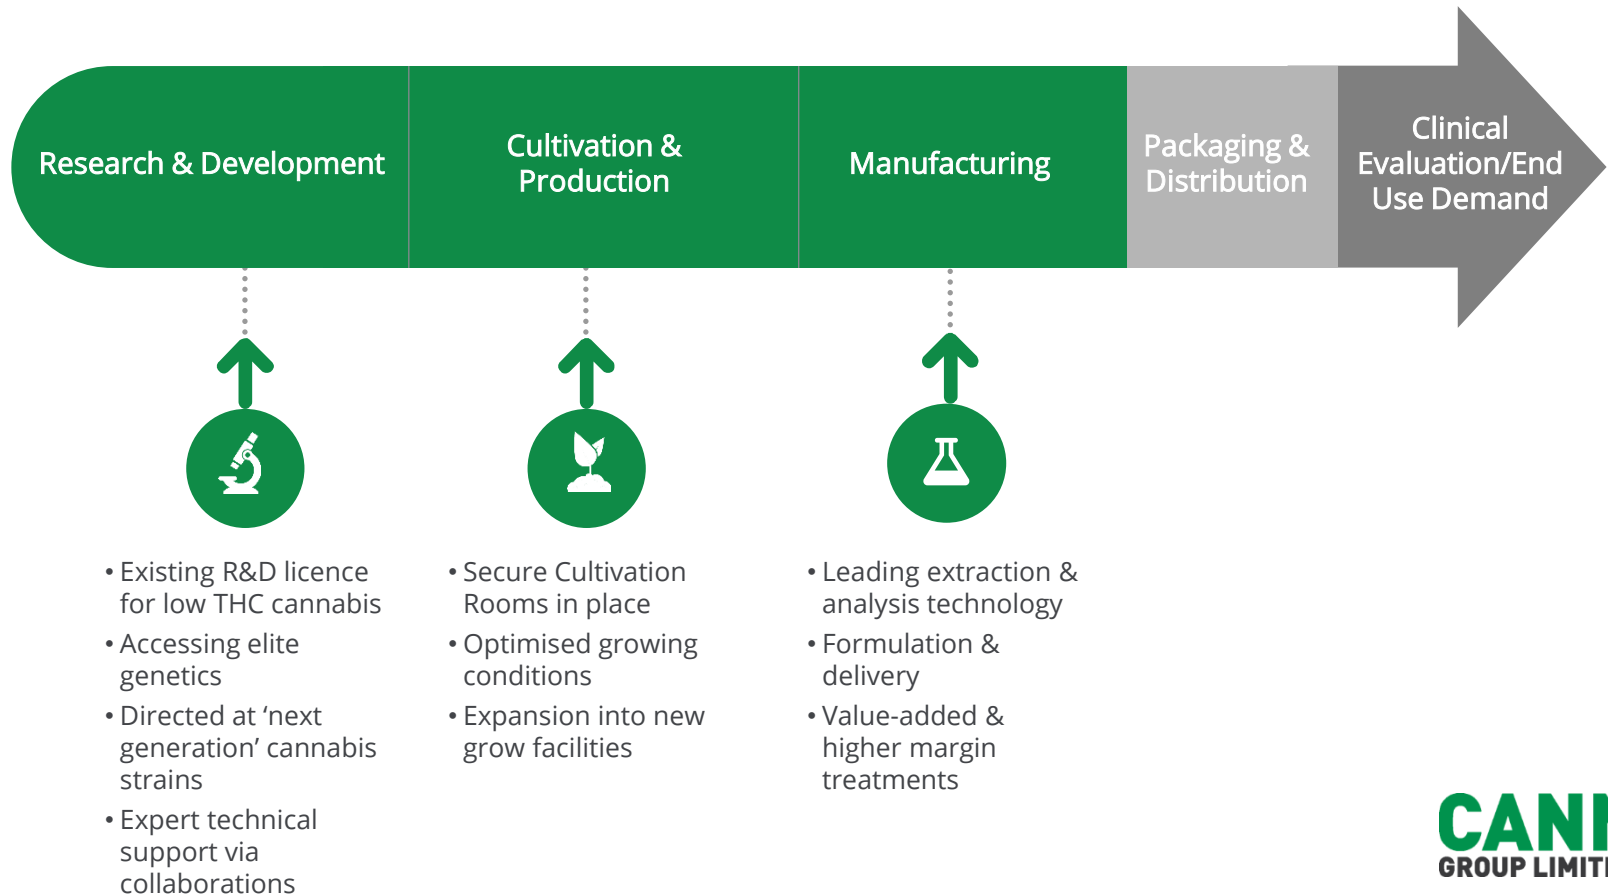 Research & Development
Cultivation &
Production
Manufacturing
Packaging &
Distribution
Clinical
Evaluation/End
Use Demand
• Existing R&D licence
for low THC cannabis
• Accessing elite
genetics
• Directed at ‘next
generation’ cannabis
strains
• Expert technical
support via
collaborations
• Secure Cultivation
Rooms in place
• Optimised growing
conditions
• Expansion into new
grow facilities
• Leading extraction &
analysis technology
• Formulation &
delivery
• Value-added &
higher margin
treatments
CANN
GROUP LIMIT